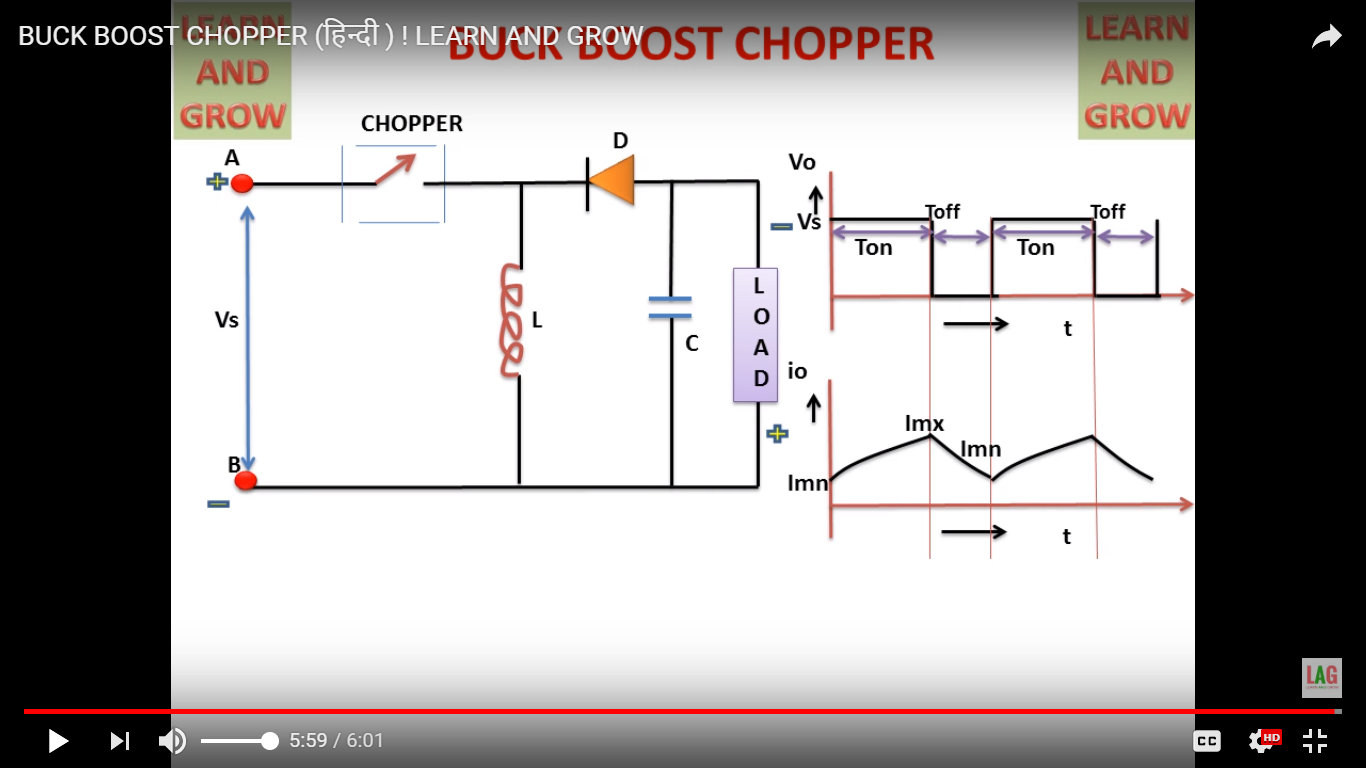 BUCK BOOST CHOPPER (हिन्दी ) ! LEARN AND GROW
LEARN
AND
GROW
BUCK BOOST CHOPPER
LEARN
AND
GROW
CHOPPER
D
A
Vs
B
L
C
L
O
A
D
Vo
Vs
Toff
Toff
Ton
Ton
t
io
Imx
Imn
Imn
t
LAG
5:59 / 6:01
CC
HD